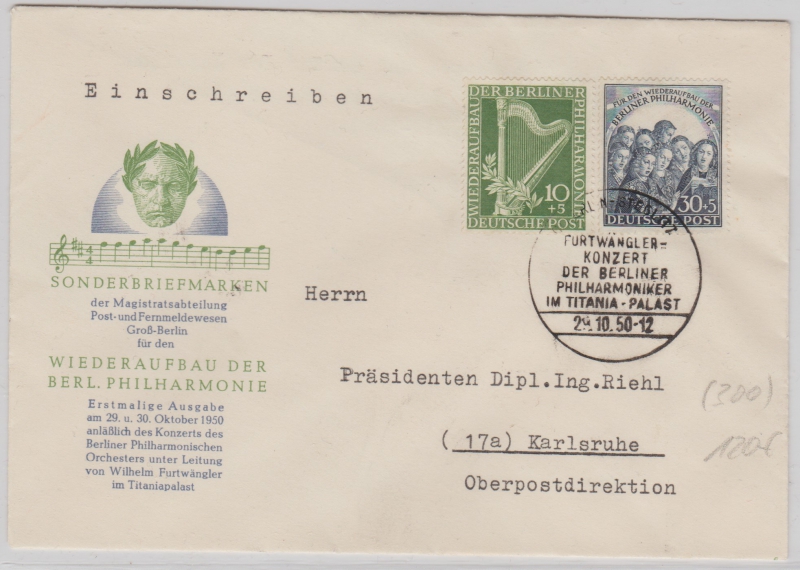 Einschreiben
WIEDERAUFBAU
DER BERLINER
PHILHARMONIE
10
+5
DEUTSCHE POST
FÜR DEN WIEDERAUFBAU DER
BERLINER PHILHARMONIE
30+5
DEUTSCHE POST
FURTWÄNGLER=
KONZERT
DER BERLINER
PHILHARMONIKER
IM TITANIA-PALAST
29.10.50-12
4
4
SONDERBRIEFMARKEN
der Magistratsabteilung
Post- und Fernmeldewesen
Groß-Berlin
für den
WIEDERAUFBAU DER
BERL. PHILHARMONIE
Erstmalige Ausgabe
am 29. u. 30. Oktober 1950
anläßlich des Konzerts des
Berliner Philharmonischen
Orchesters unter Leitung
von Wilhelm Furtwängler
im Titaniapalast
Herrn
Präsidenten Dipl.Ing.Riehl
(17a) Karlsruhe
Oberpostdirektion
(300)
120€